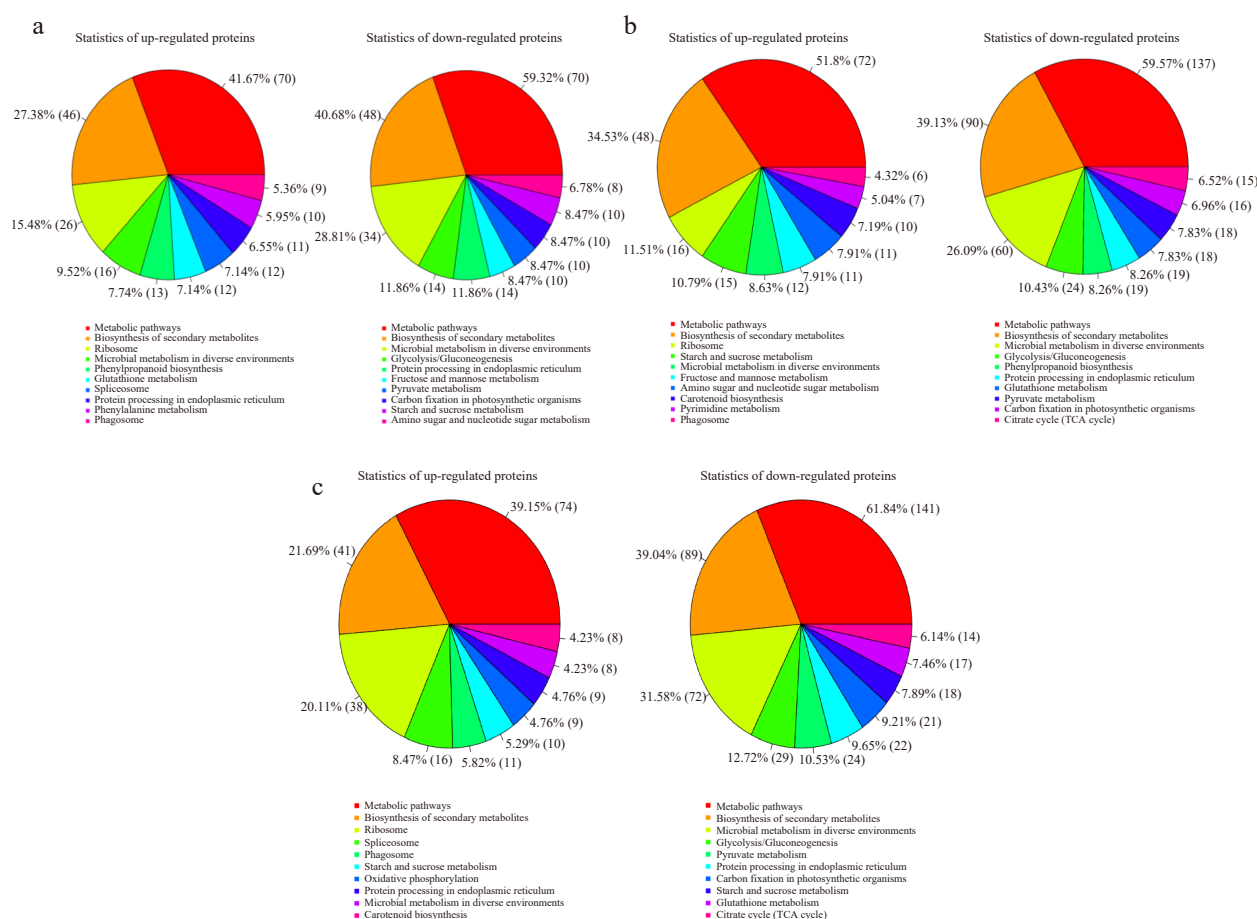 a
Statistics of up-regulated proteins
41.67% (70)
27.38% (46)
15.48% (26)
9.52% (16)
7.74% (13)
7.14% (12)
7.14% (12)
6.55% (11)
5.95% (10)
5.36% (9)
Metabolic pathways
Biosynthesis of secondary metabolites
Ribosome
Microbial metabolism in diverse environments
Phenylpropanoid biosynthesis
Glutathione metabolism
Spliceosome
Protein processing in endoplasmic reticulum
Phenylalanine metabolism
Phagosome
Statistics of down-regulated proteins
59.32% (70)
40.68% (48)
28.81% (34)
11.86% (14)
11.86% (14)
8.47% (10)
8.47% (10)
8.47% (10)
8.47% (10)
6.78% (8)
Metabolic pathways
Biosynthesis of secondary metabolites
Microbial metabolism in diverse environments
Glycolysis/Gluconeogenesis
Protein processing in endoplasmic reticulum
Fructose and mannose metabolism
Pyruvate metabolism
Carbon fixation in photosynthetic organisms
Starch and sucrose metabolism
Amino sugar and nucleotide sugar metabolism
b
Statistics of up-regulated proteins
51.8% (72)
34.53% (48)
11.51% (16)
10.79% (15)
8.63% (12)
7.91% (11)
7.91% (11)
7.19% (10)
5.04% (7)
4.32% (6)
Metabolic pathways
Biosynthesis of secondary metabolites
Ribosome
Starch and sucrose metabolism
Microbial metabolism in diverse environments
Fructose and mannose metabolism
Amino sugar and nucleotide sugar metabolism
Carotenoid biosynthesis
Pyrimidine metabolism
Phagosome
Statistics of down-regulated proteins
59.57% (137)
39.13% (90)
26.09% (60)
10.43% (24)
8.26% (19)
8.26% (19)
7.83% (18)
7.83% (18)
6.96% (16)
6.52% (15)
Metabolic pathways
Biosynthesis of secondary metabolites
Microbial metabolism in diverse environments
Glycolysis/Gluconeogenesis
Phenylpropanoid biosynthesis
Protein processing in endoplasmic reticulum
Glutathione metabolism
Pyruvate metabolism
Carbon fixation in photosynthetic organisms
Citrate cycle (TCA cycle)
c
Statistics of up-regulated proteins
39.15% (74)
21.69% (41)
20.11% (38)
8.47% (16)
5.82% (11)
5.29% (10)
4.76% (9)
4.76% (9)
4.23% (8)
4.23% (8)
Metabolic pathways
Biosynthesis of secondary metabolites
Ribosome
Spliceosome
Phagosome
Starch and sucrose metabolism
Oxidative phosphorylation
Protein processing in endoplasmic reticulum
Microbial metabolism in diverse environments
Carotenoid biosynthesis
Statistics of down-regulated proteins
61.84% (141)
39.04% (89)
31.58% (72)
12.72% (29)
10.53% (24)
9.65% (22)
9.21% (21)
7.89% (18)
7.46% (17)
6.14% (14)
Metabolic pathways
Biosynthesis of secondary metabolites
Microbial metabolism in diverse environments
Glycolysis/Gluconeogenesis
Pyruvate metabolism
Protein processing in endoplasmic reticulum
Carbon fixation in photosynthetic organisms
Starch and sucrose metabolism
Glutathione metabolism
Citrate cycle (TCA cycle)